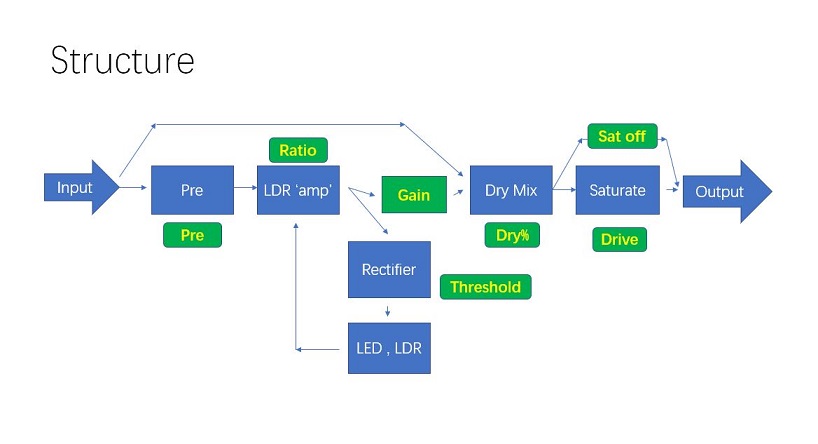 Structure
Sat off
Ratio
Input
Pre
LDR 'amp'
Gain
Dry Mix
Saturate
Output
Pre
Dry%
Drive
Rectifier
Threshold
LED , LDR